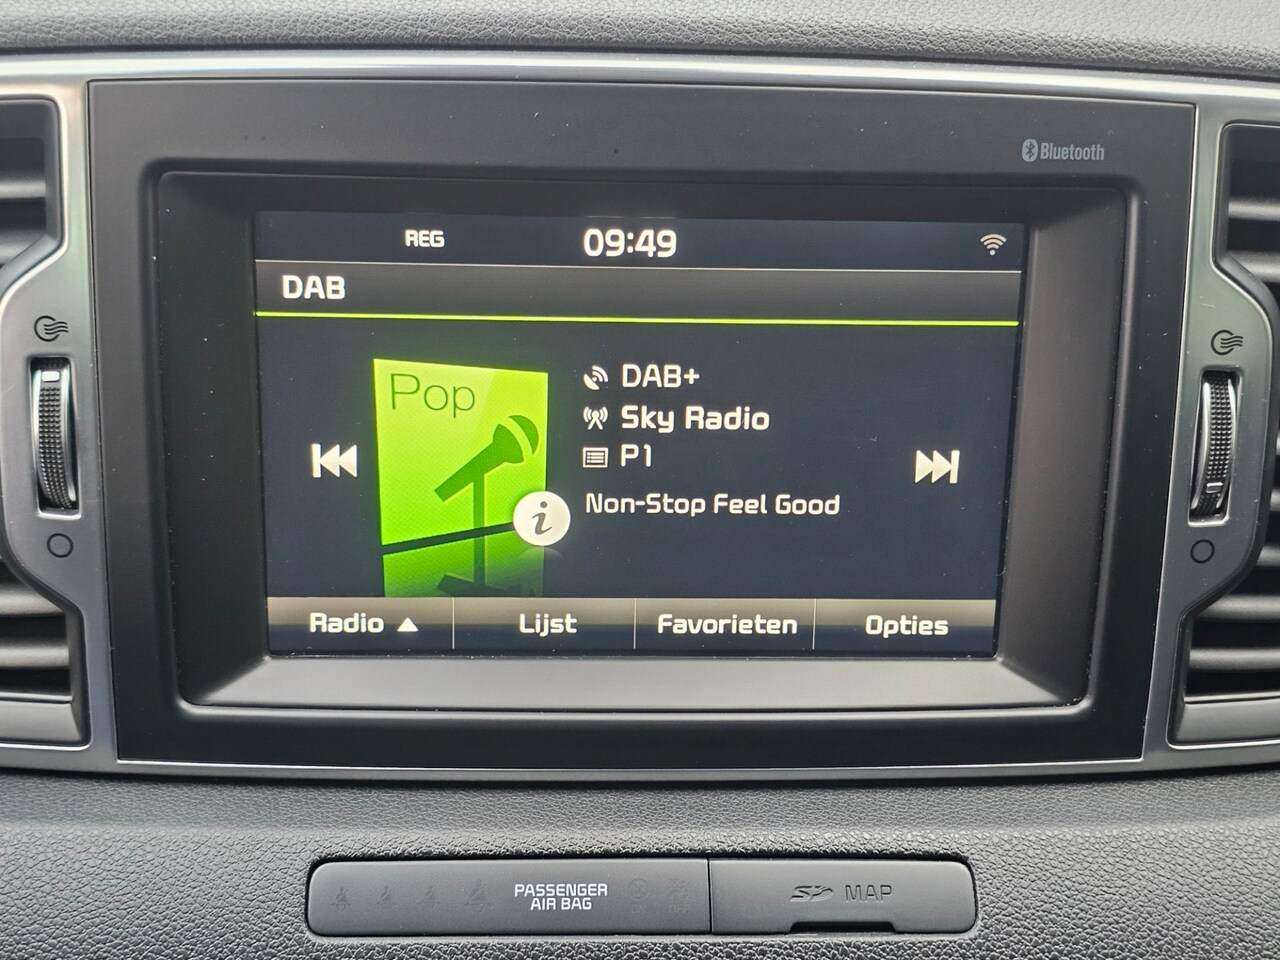 Bluetooth
REG 09:49
DAB
Pop
DAB+
Sky Radio
P1
Non-Stop Feel Good
Radio Lijst Favorieten Opties
PASSENGER
AIR BAG
SD MAP